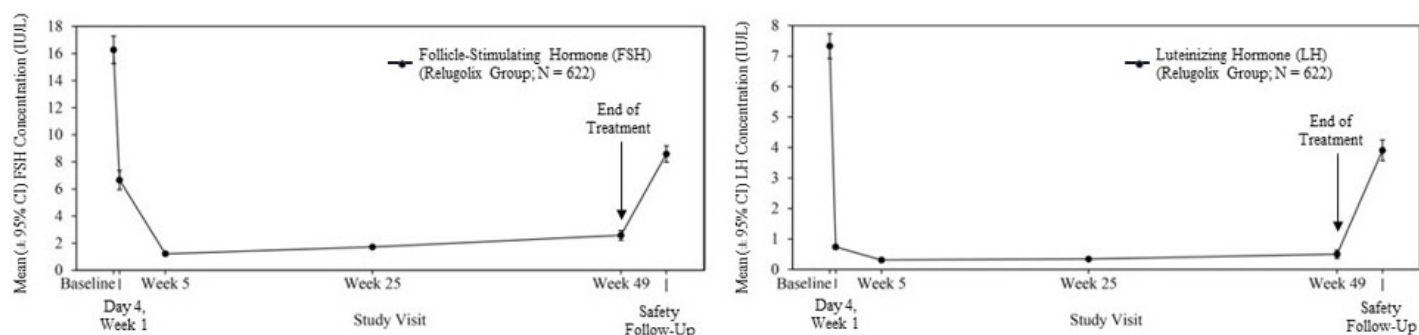 Mean (± 95% CI) FSH Concentration (IU/L)
18
16
14
12
10
8
6
4
2
0
Follicle-Stimulating Hormone (FSH)
(Relugolix Group; N = 622)
End of
Treatment
Baseline
Day 4,
Week 1
Week 5
Week 25
Week 49
Safety
Follow-Up
Study Visit
Mean (± 95% CI) LH Concentration (IU/L)
8
7
6
5
4
3
2
1
0
Luteinizing Hormone (LH)
(Relugolix Group; N = 622)
End of
Treatment
Baseline
Day 4,
Week 1
Week 5
Week 25
Week 49
Safety
Follow-Up
Study Visit